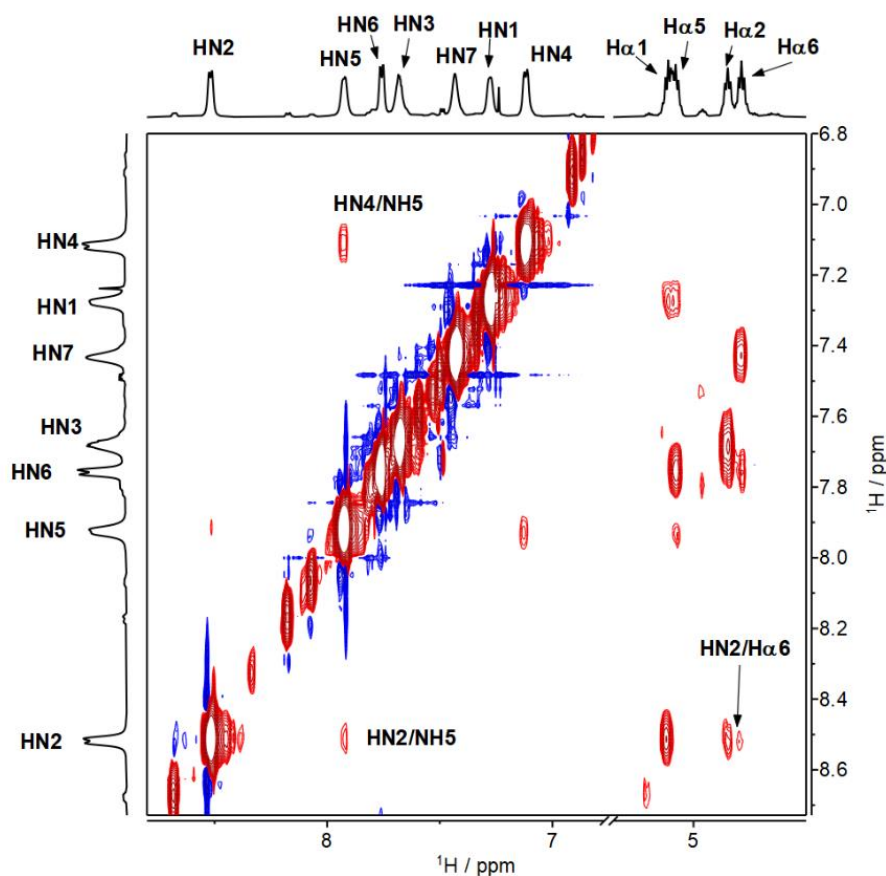 HN2
HN5
HN6
HN3
HN7
HN1
HN4
Hα1
Hα5
Hα2
Hα6
HN4
HN1
HN7
HN3
HN6
HN5
HN2
HN4/NH5
HN2/NH5
HN2/Hα6
6.8
7.0
7.2
7.4
7.6
7.8
8.0
8.2
8.4
8.6
¹H / ppm
8
7
5
¹H / ppm